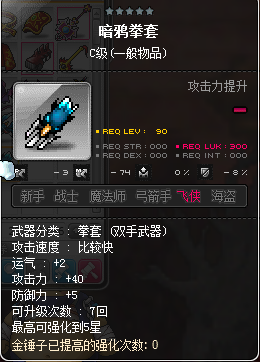 暗鸦拳套
C级(一般物品)
攻击力提升
REQ LEV : 90
REQ STR : 000 REQ LUK : 300
REQ DEX : 000 REQ INT : 000
- 3 - 74 0% - 8
新手 战士 魔法师 弓箭手 飞侠 海盗
武器分类 : 拳套 (双手武器)
攻击速度 : 比较快
运气 : +2
攻击力 : +40
防御力 : +5
可升级次数 : 7回
最高可强化到5星
金锤子已提高的强化次数: 0